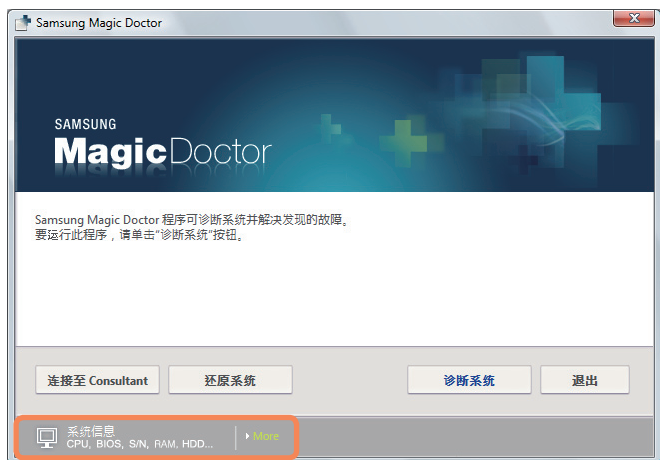 Samsung Magic Doctor
SAMSUNG
Magic Doctor
Samsung Magic Doctor 程序可诊断系统并解决发现的故障。
要运行此程序，请单击“诊断系统”按钮。
连接至 Consultant
还原系统
诊断系统
退出
系统信息
CPU, BIOS, S/N, RAM, HDD...
More